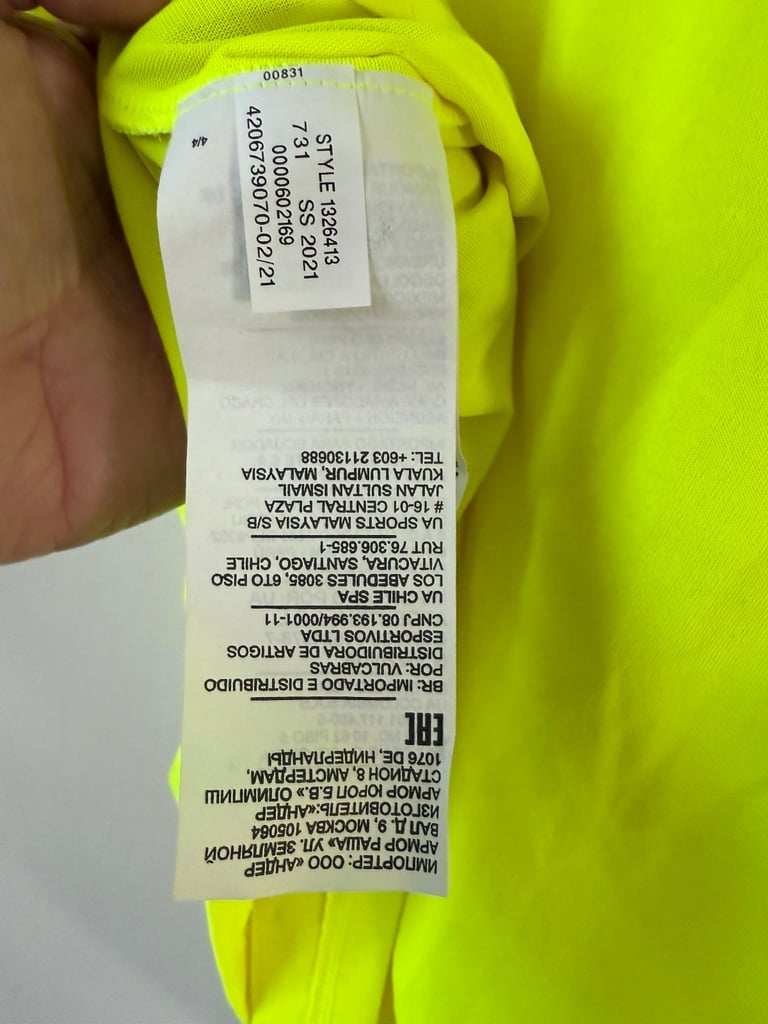 00831
STYLE 1326413
731 SS 2021
0000602169
4206739070-02/21
4/4
ИМПОРТЕР: ООО «АНДЕР
АРМОР РАША» УЛ. ЗЕМЛЯНОЙ
ВАЛ Д. 9, МОСКВА 105064
ИЗГОТОВИТЕЛЬ:«АНДЕР
АРМОР ЮРОП Б.В.» ОЛИМПИШ
СТАДИОН 8, АМСТЕРДАМ,
1076 DE, НИДЕРЛАНДЫ
EAC
BR: IMPORTADO E DISTRIBUIDO
POR: VULCABRAS
DISTRIBUIDORA DE ARTIGOS
ESPORTIVOS LTDA
CNPJ 08.193.994/0001-11
UA CHILE SPA
LOS ABEDULES 3085, 6TO PISO
VITACURA, SANTIAGO, CHILE
RUT 76.306.685-1
UA SPORTS MALAYSIA S/B
# 16-01 CENTRAL PLAZA
JALAN SULTAN ISMAIL
KUALA LUMPUR, MALAYSIA
TEL: +603 21130688